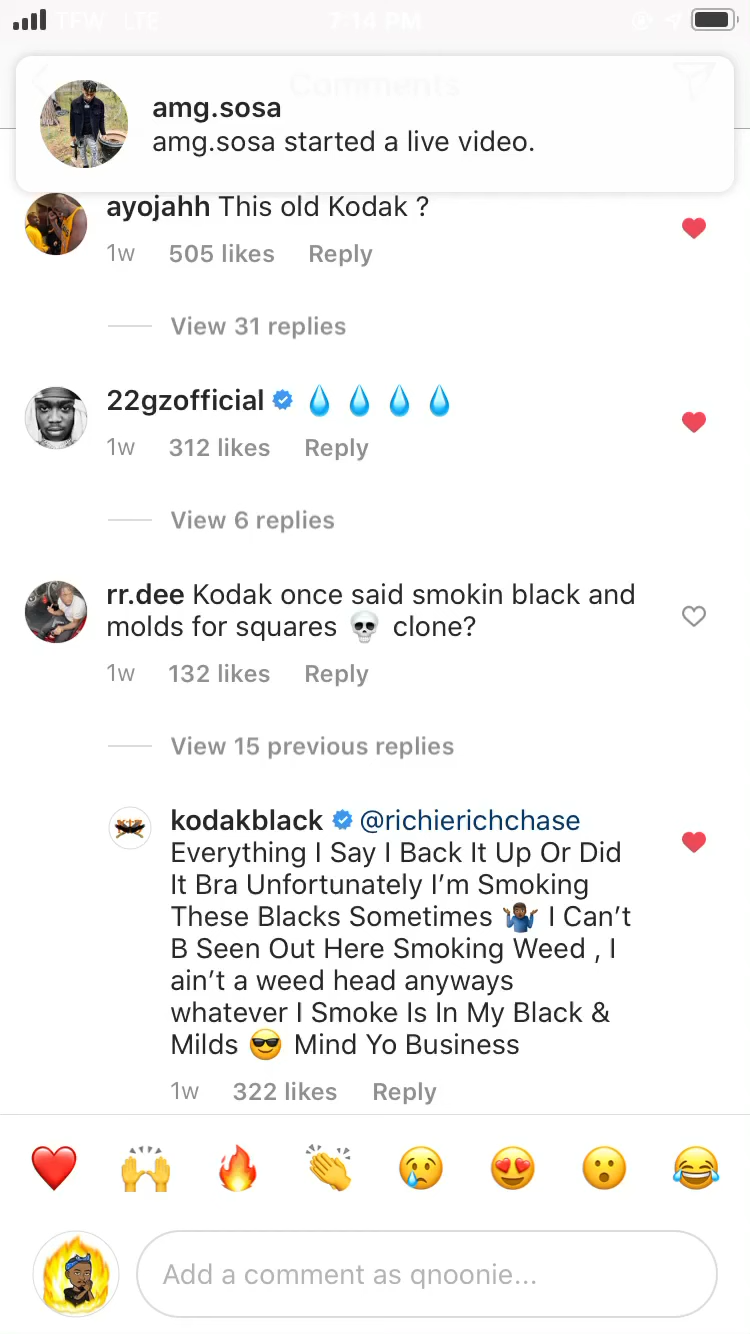 TFW LTE 7:14 PM
Comments
amg.sosa
amg.sosa started a live video.
ayojahh This old Kodak ?
1w 505 likes Reply
View 31 replies
22gzofficial 💧 💧 💧 💧
1w 312 likes Reply
View 6 replies
rr.dee Kodak once said smokin black and
molds for squares 💀 clone?
1w 132 likes Reply
View 15 previous replies
kodakblack @richierichchase
Everything I Say I Back It Up Or Did
It Bra Unfortunately I’m Smoking
These Blacks Sometimes 🤷🏾‍♂️ I Can’t
B Seen Out Here Smoking Weed , I
ain’t a weed head anyways
whatever I Smoke Is In My Black &
Milds 😎 Mind Yo Business
1w 322 likes Reply
❤️ 🙌 🔥 👏 😢 😍 😮 😂
Add a comment as qnoonie...